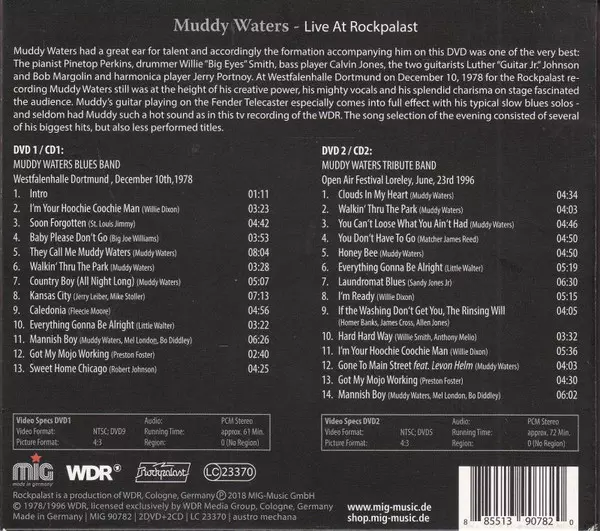 Muddy Waters - Live At Rockpalast
Muddy Waters had a great ear for talent and accordingly the formation accompanying him on this DVD was one of the very best:
The pianist Pinetop Perkins, drummer Willie "Big Eyes" Smith, bass player Calvin Jones, the two guitarists Luther "Guitar Jr." Johnson
and Bob Margolin and harmonica player Jerry Portnoy. At Westfalenhalle Dortmund on December 10, 1978 for the Rockpalast re-
cording Muddy Waters still was at the height of his creative power, his mighty vocals and his splendid charisma on stage fascinated
the audience. Muddy's guitar playing on the Fender Telecaster especially comes into full effect with his typical slow blues solos -
and seldom had Muddy such a hot sound as in this tv recording of the WDR. The song selection of the evening consisted of several
of his biggest hits, but also less performed titles.
DVD 1 / CD1:
MUDDY WATERS BLUES BAND
Westfalenhalle Dortmund , December 10th,1978
1. Intro 01:11
2. I'm Your Hoochie Coochie Man (Willie Dixon) 03:23
3. Soon Forgotten (St. Louis Jimmy) 04:42
4. Baby Please Don't Go (Big Joe Williams) 03:53
5. They Call Me Muddy Waters (Muddy Waters) 08:04
6. Walkin' Thru The Park (Muddy Waters) 03:28
7. Country Boy (All Night Long) (Muddy Waters) 05:07
8. Kansas City (Jerry Leiber, Mike Stoller) 07:13
9. Caledonia (Fleecie Moore) 05:56
10. Everything Gonna Be Alright (Little Walter) 03:22
11. Mannish Boy (Muddy Waters, Mel London, Bo Diddley) 06:26
12. Got My Mojo Working (Preston Foster) 02:40
13. Sweet Home Chicago (Robert Johnson) 04:25
DVD 2 / CD2:
MUDDY WATERS TRIBUTE BAND
Open Air Festival Loreley, June, 23rd 1996
1. Clouds In My Heart (Muddy Waters) 04:34
2. Walkin' Thru The Park (Muddy Waters) 04:03
3. You Can't Loose What You Ain't Had (Muddy Waters) 04:46
4. You Don't Have To Go (Matcher James Reed) 04:50
5. Honey Bee (Muddy Waters) 05:40
6. Everything Gonna Be Alright (Little Walter) 05:19
7. Laundromat Blues (Sandy Jones Jr) 06:30
8. I'm Ready (Willie Dixon) 05:15
9. If the Washing Don't Get You, The Rinsing Will 04:05
(Homer Banks, James Cross, Allen Jones)
10. Hard Hard Way (Willie Smith, Anthony Melio) 03:32
11. I'm Your Hoochie Coochie Man (Willie Dixon) 05:36
12. Gone To Main Street feat. Levon Helm (Muddy Waters) 04:03
13. Got My Mojo Working (Preston Foster) 04:30
14. Mannish Boy (Muddy Waters, Mel London, Bo Diddley) 06:02
Video Specs DVD1 Audio: PCM Stereo
Video Format: NTSC; DVD9 Running Time: approx. 61 Min.
Picture Format: 4:3 Region Code: 0 (No Region)
Video Specs DVD2 Audio: PCM Stereo
Video Format: NTSC; DVD5 Running Time: approx. 72 Min.
Picture Format: 4:3 Region Code: 0 (No Region)
MIG
made in germany
WDR
Rockpalast
LC 23370
Rockpalast is a production of WDR, Cologne, Germany Ⓟ 2018 MIG-Music GmbH
© 1978/1996 WDR, licensed exclusively by WDR Media Group, Cologne, Germany
Made in Germany | MIG 90782 | 2DVD+2CD | LC 23370 | austro mechana
www.mig-music.de
shop.mig-music.de
8 85513 90782 0